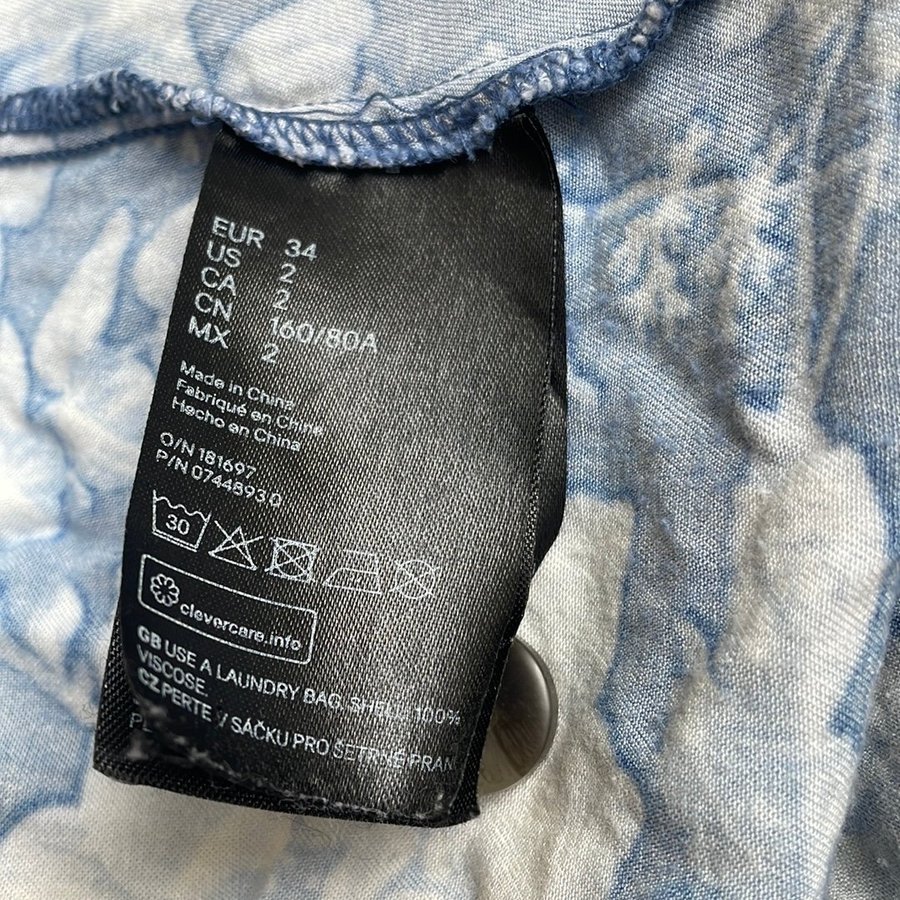 EUR 34
US 2
CA 2
CN 160/80A
MX 2
Made in China
Fabriqué en Chine
Hecho en China
O/N 181697
P/N 07448930
30
clevercare.info
GB USE A LAUNDRY BAG. SHELL 100%
VISCOSE
CZ PERTE V SÁČKU PRO ŠETRNÉ PRANÍ